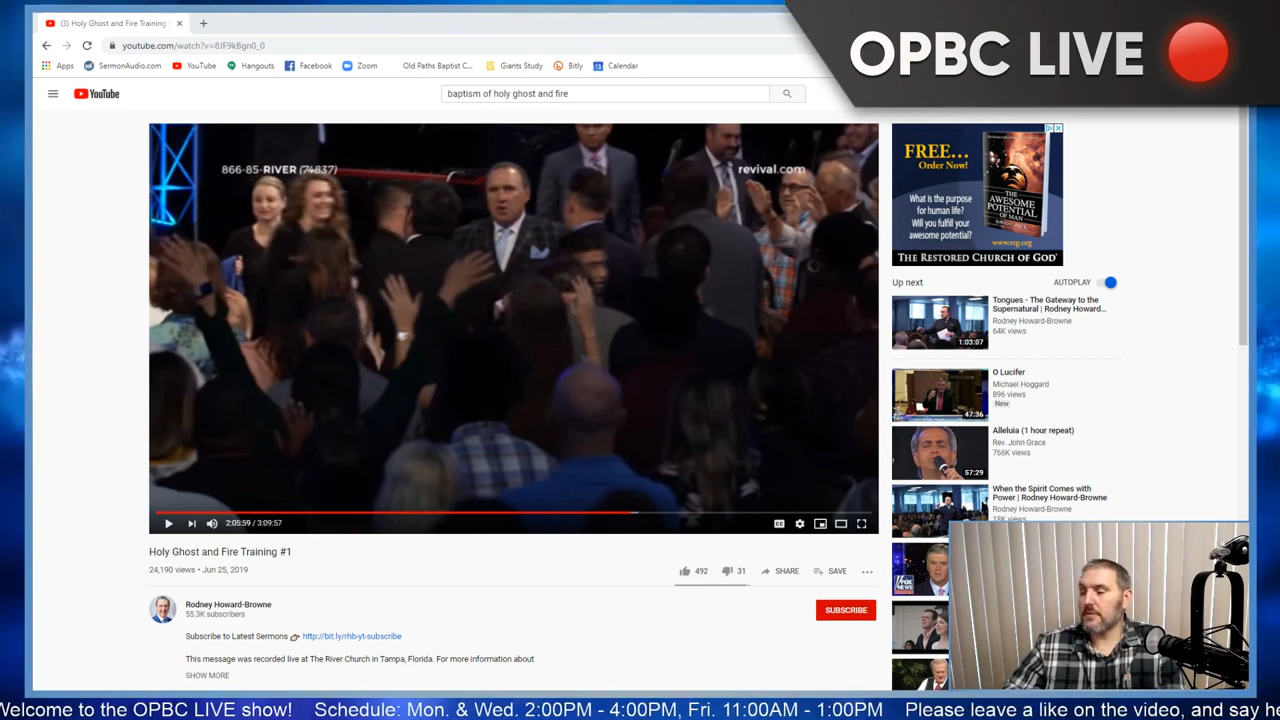 (3) Holy Ghost and Fire Training
OPBC LIVE
youtube.com/watch?v=8JF9kBgn0_0
Apps SermonAudio.com YouTube Hangouts Facebook Zoom Old Paths Baptist C... Giants Study Bitly Calendar
YouTube
baptism of holy ghost and fire
866-85-RIVER (74837)
revival.com
FREE...
Order Now!
What is the purpose
for human life?
Will you fulfill your
awesome potential?
THE
AWESOME
POTENTIAL
OF MAN
www.rcg.org
THE RESTORED CHURCH OF GOD
Up next
AUTOPLAY
Tongues - The Gateway to the
Supernatural | Rodney Howard...
Rodney Howard-Browne
64K views
1:03:07
O Lucifer
Michael Hoggard
896 views
New
47:36
Alleluia (1 hour repeat)
Rev. John Grace
766K views
57:29
When the Spirit Comes with
Power | Rodney Howard-Browne
Rodney Howard-Browne
18K views
FOX
NEWS
2:05:59 / 3:09:57
CC
Holy Ghost and Fire Training #1
24,190 views • Jun 25, 2019
492 31 SHARE SAVE
Rodney Howard-Browne
55.3K subscribers
SUBSCRIBE
Subscribe to Latest Sermons http://bit.ly/rhb-yt-subscribe
This message was recorded live at The River Church in Tampa, Florida. For more information about
SHOW MORE
Welcome to the OPBC LIVE show! Schedule: Mon. & Wed. 2:00PM - 4:00PM, Fri. 11:00AM - 1:00PM Please leave a like on the video, and say he